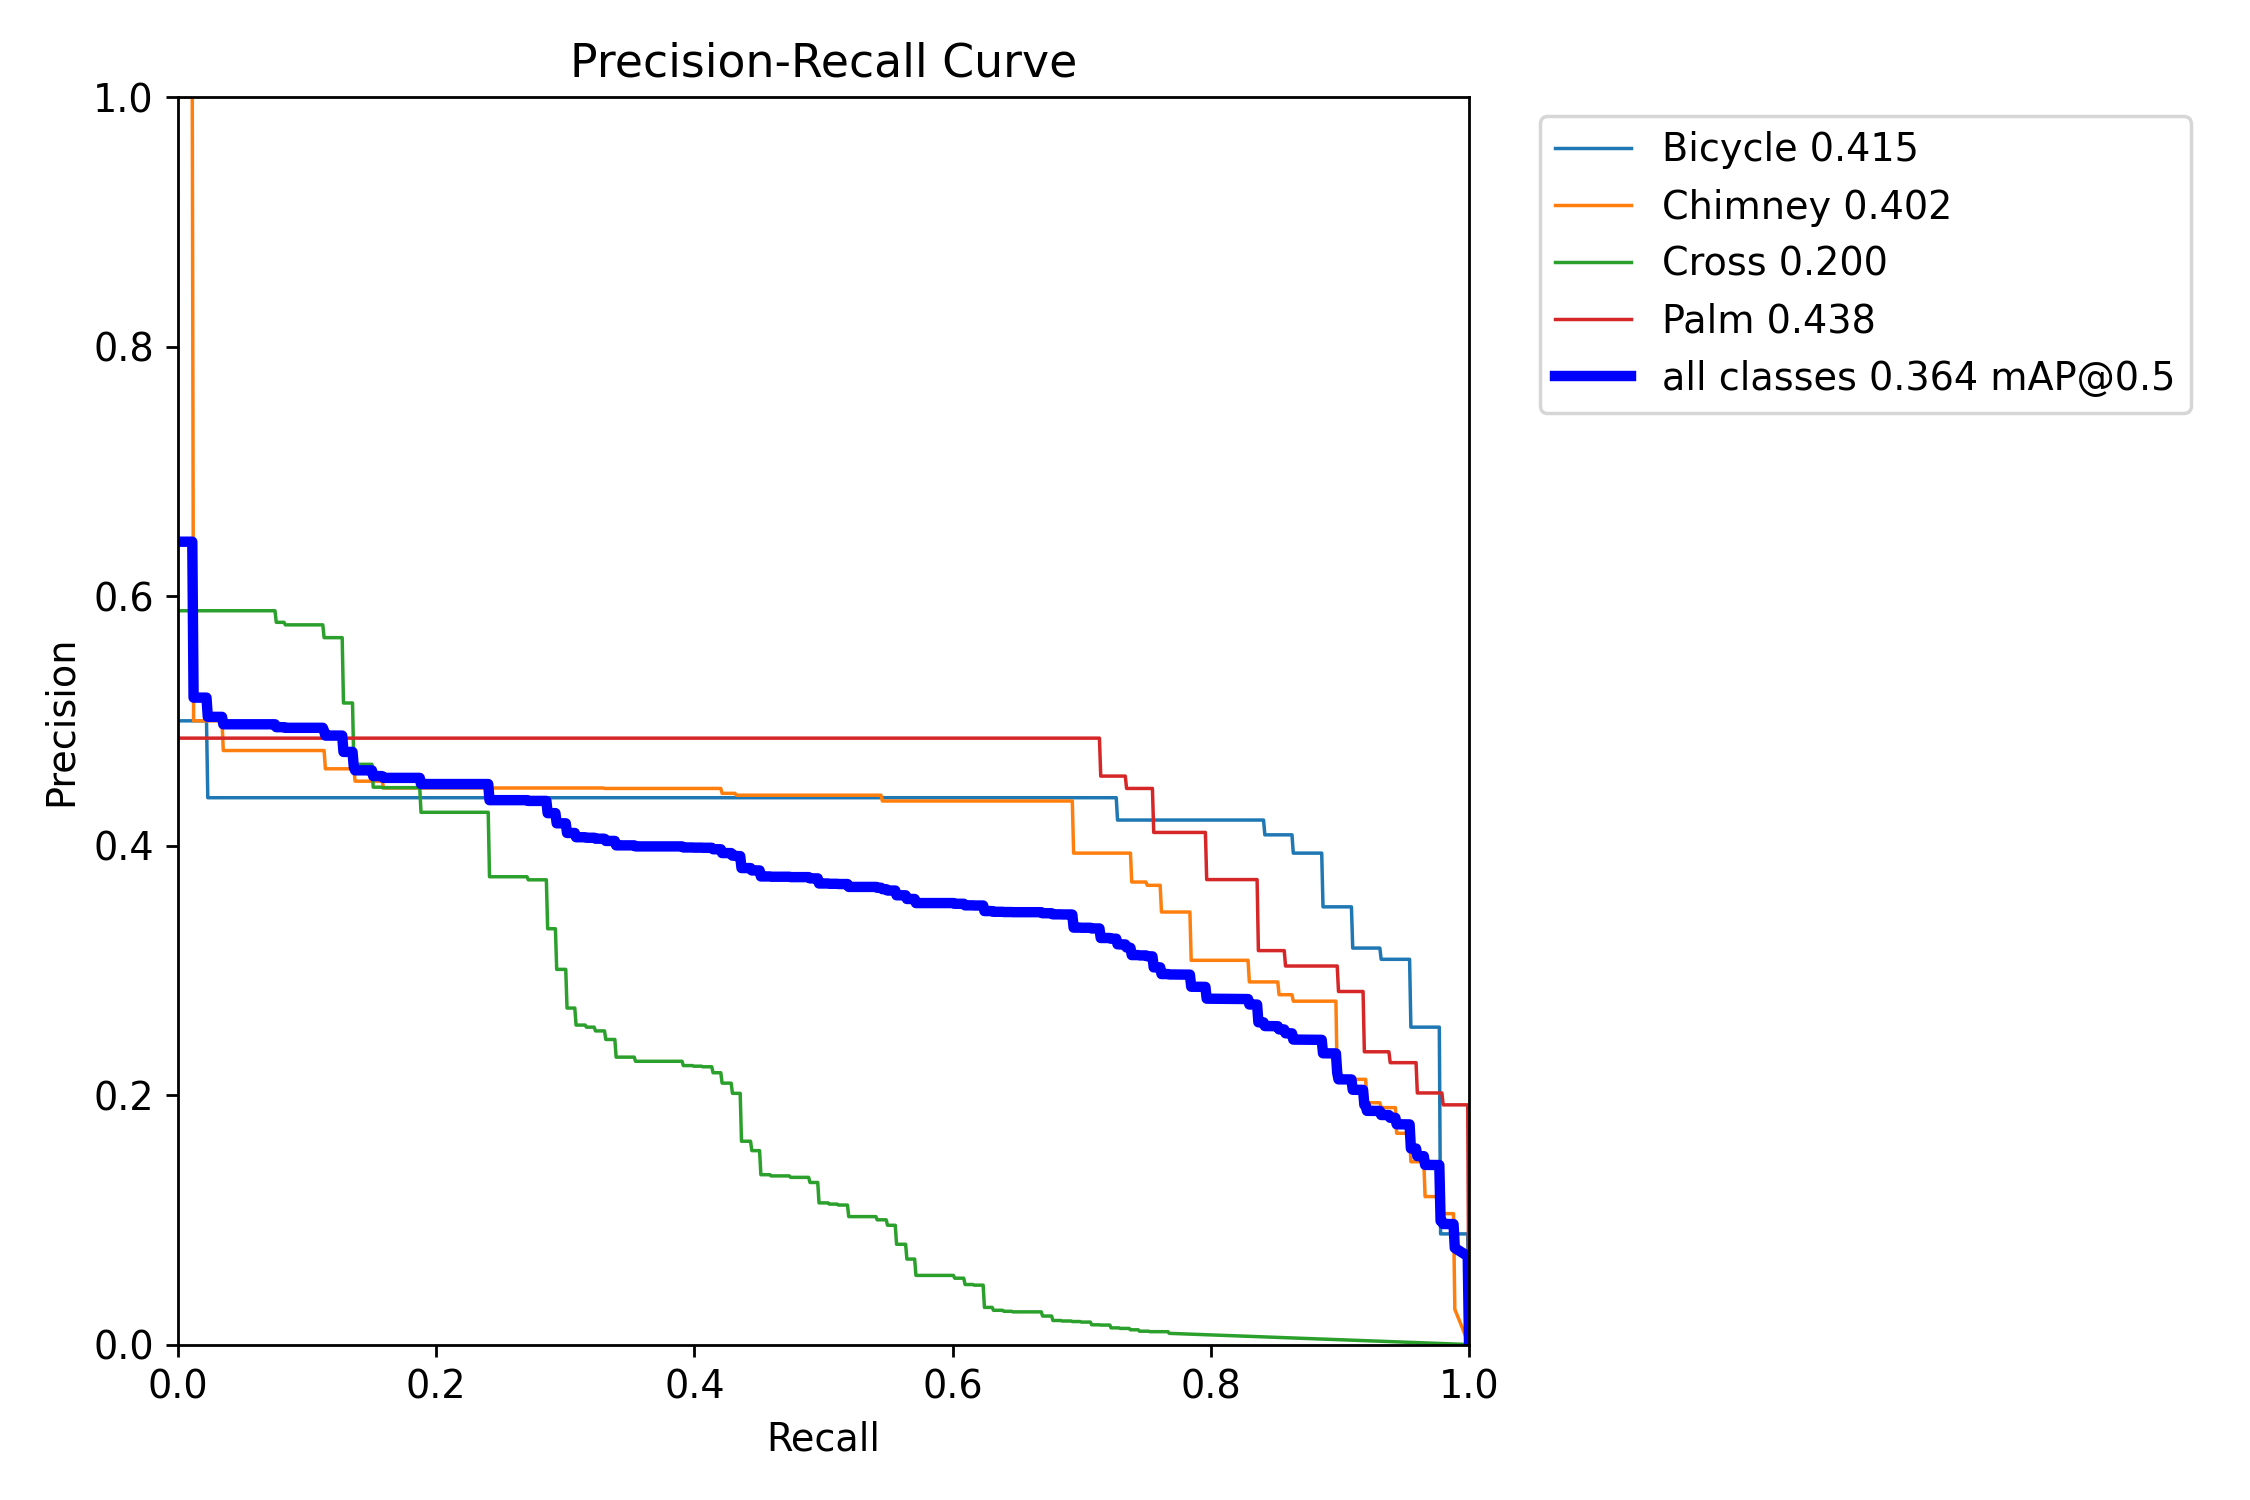 Precision-Recall Curve
1.0
0.8
0.6
0.4
0.2
0.0
Precision
0.0 0.2 0.4 0.6 0.8 1.0
Recall
Bicycle 0.415
Chimney 0.402
Cross 0.200
Palm 0.438
all classes 0.364 mAP@0.5